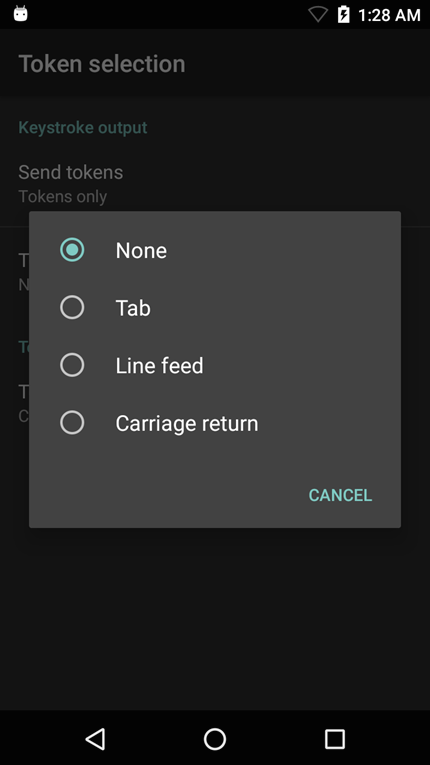 1:28 AM
Token selection
Keystroke output
Send tokens
Tokens only
None
Tab
Line feed
Carriage return
CANCEL